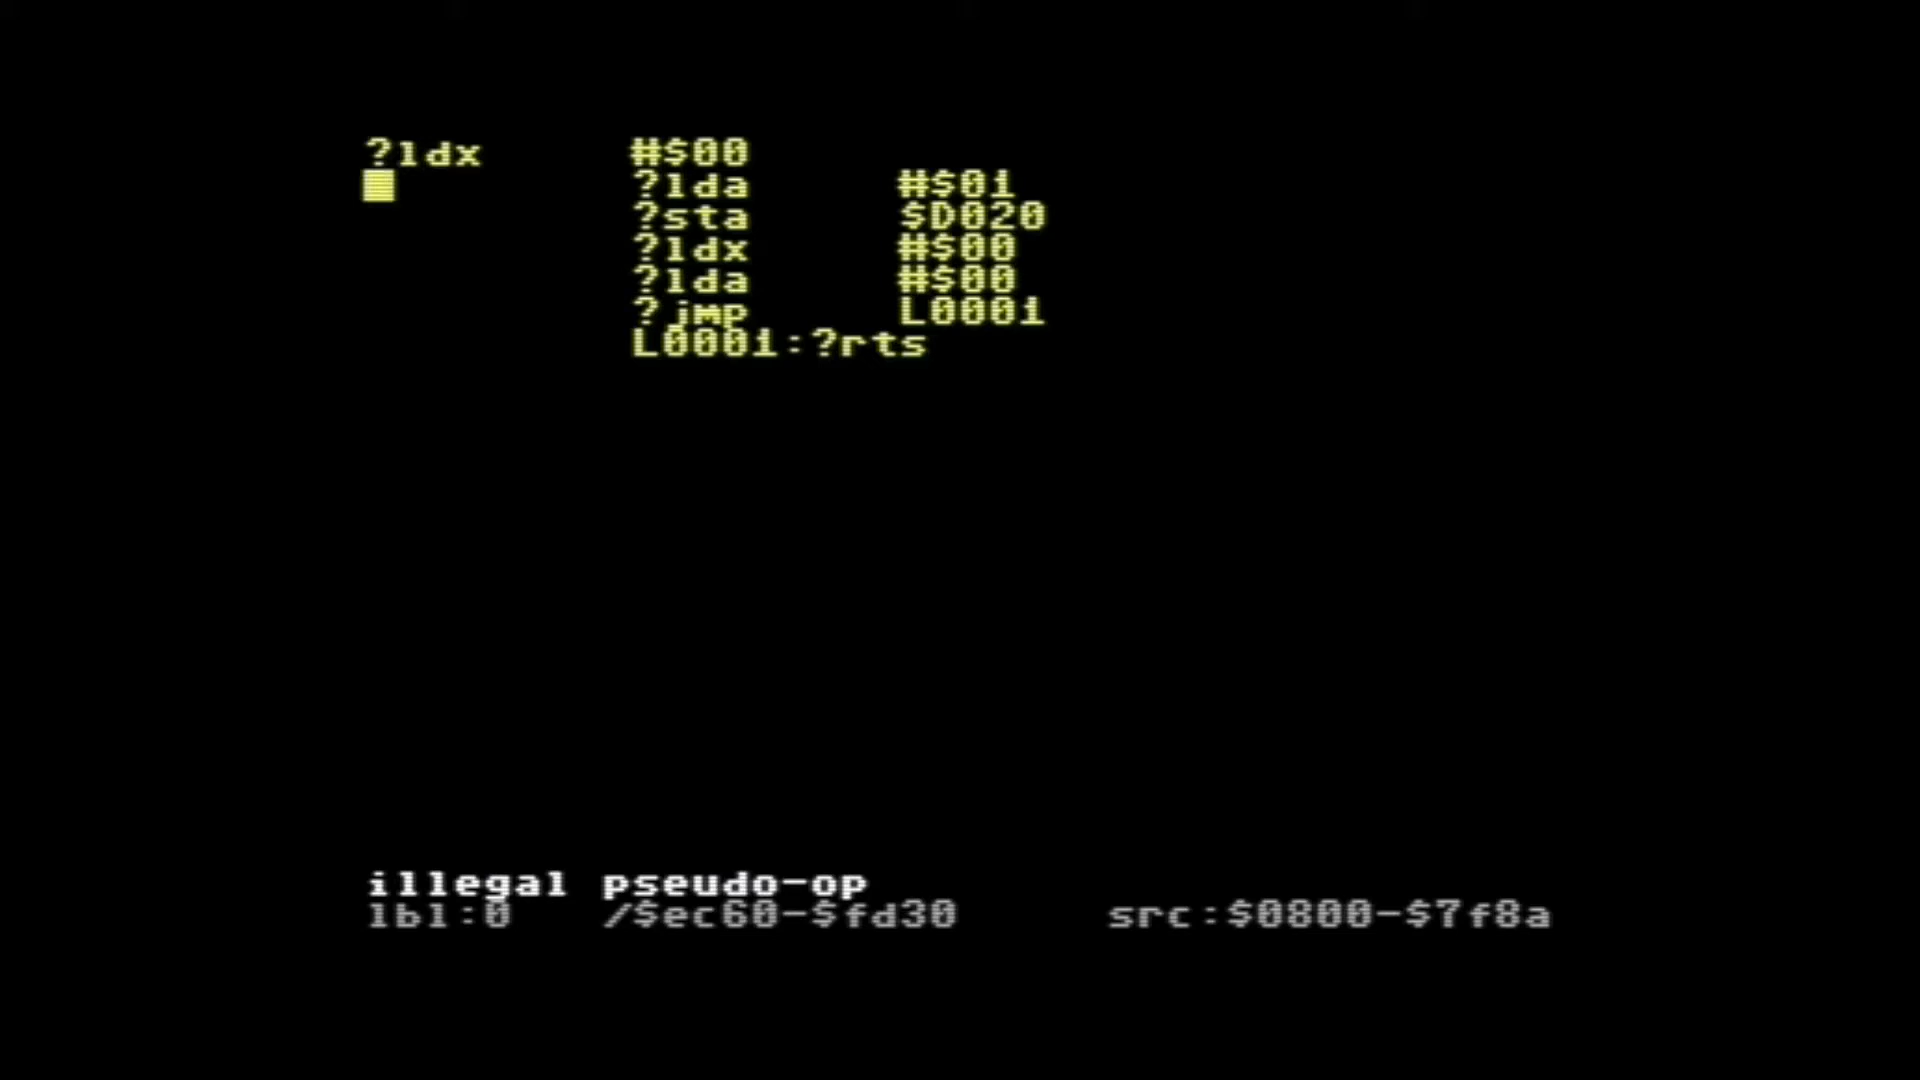 ?ldx #$00
?lda #$01
?sta $D020
?ldx #$00
?lda #$00
?jmp L0001
L0001:?rts
illegal pseudo-op
lbl:0 /$ec60-$fd30 src:$0800-$7f8a